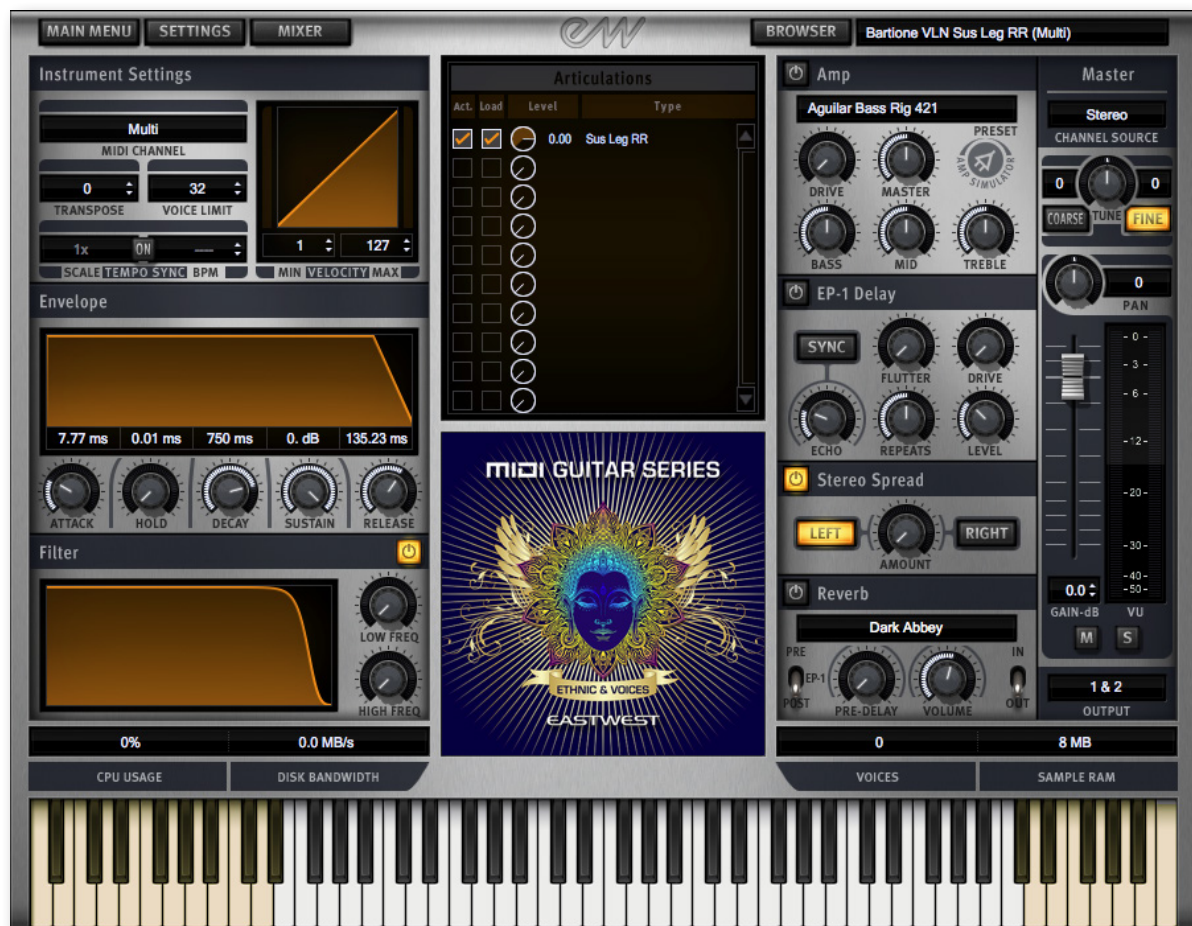 MAIN MENU SETTINGS MIXER
EW
BROWSER Bartione VLN Sus Leg RR (Multi)
Instrument Settings
Multi
MIDI CHANNEL
0 32
TRANSPOSE VOICE LIMIT
1x ON ---
SCALE TEMPO SYNC BPM
1 127
MIN VELOCITY MAX
Envelope
7.77 ms 0.01 ms 750 ms 0. dB 135.23 ms
ATTACK HOLD DECAY SUSTAIN RELEASE
Filter
LOW FREQ
HIGH FREQ
Articulations
Act. Load Level Type
0.00 Sus Leg RR
MIDI GUITAR SERIES
ETHNIC & VOICES
EASTWEST
Amp
Aguilar Bass Rig 421
PRESET
AMP SIMULATOR
DRIVE MASTER
BASS MID TREBLE
EP-1 Delay
SYNC
FLUTTER DRIVE
ECHO REPEATS LEVEL
Stereo Spread
LEFT RIGHT
AMOUNT
Reverb
Dark Abbey
PRE IN
EP-1
POST PRE-DELAY VOLUME OUT
Master
Stereo
CHANNEL SOURCE
0 0
COARSE TUNE FINE
0
PAN
- 0 -
- 3 -
- 6 -
-12-
-20-
-30-
-40-
-50-
0.0
GAIN-dB VU
M S
1 & 2
OUTPUT
0% 0.0 MB/s
CPU USAGE DISK BANDWIDTH
0 8 MB
VOICES SAMPLE RAM